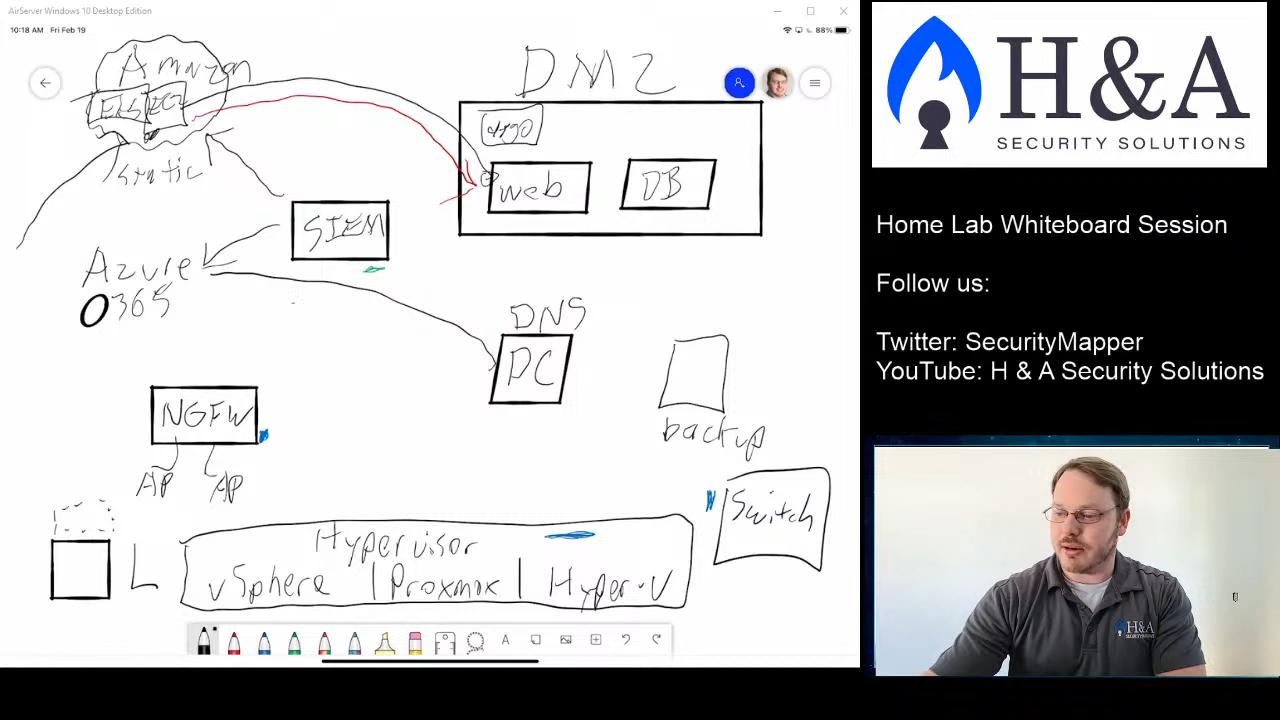 AirServer Windows 10 Desktop Edition
10:18 AM Fri Feb 19
88%
Amazon
EC2
Static
DMZ
web
DB
SIEM
Azure
O365
DNS
DC
backup
NGFW
AP AP
Switch
L
Hypervisor
vSphere | Proxmox | Hyper-V
A
H&A
SECURITY SOLUTIONS
Home Lab Whiteboard Session
Follow us:
Twitter: SecurityMapper
YouTube: H & A Security Solutions
H&A